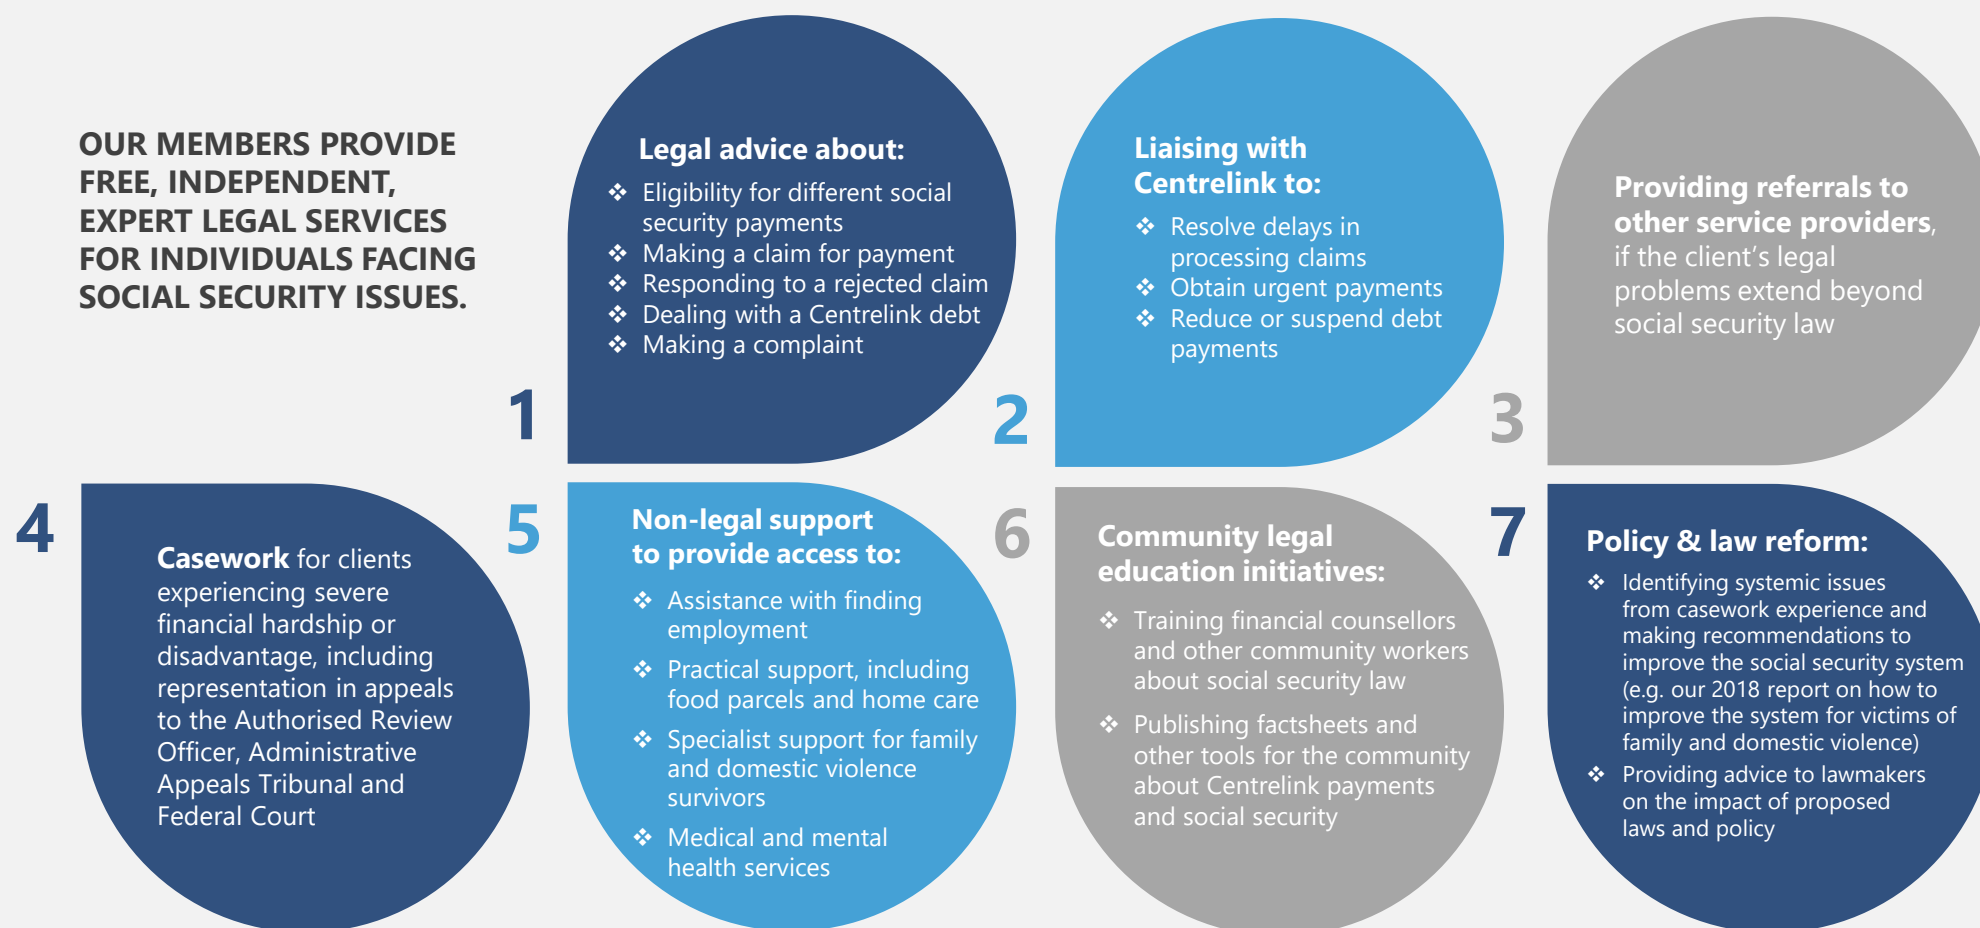 OUR MEMBERS PROVIDE
FREE, INDEPENDENT,
EXPERT LEGAL SERVICES
FOR INDIVIDUALS FACING
SOCIAL SECURITY ISSUES.
1
Legal advice about:
❖ Eligibility for different social
security payments
❖ Making a claim for payment
❖ Responding to a rejected claim
❖ Dealing with a Centrelink debt
❖ Making a complaint
2
Liaising with
Centrelink to:
❖ Resolve delays in
processing claims
❖ Obtain urgent payments
❖ Reduce or suspend debt
payments
3
Providing referrals to
other service providers,
if the client’s legal
problems extend beyond
social security law
4
Casework for clients
experiencing severe
financial hardship or
disadvantage, including
representation in appeals
to the Authorised Review
Officer, Administrative
Appeals Tribunal and
Federal Court
5
Non-legal support
to provide access to:
❖ Assistance with finding
employment
❖ Practical support, including
food parcels and home care
❖ Specialist support for family
and domestic violence
survivors
❖ Medical and mental
health services
6
Community legal
education initiatives:
❖ Training financial counsellors
and other community workers
about social security law
❖ Publishing factsheets and
other tools for the community
about Centrelink payments
and social security
7
Policy & law reform:
❖ Identifying systemic issues
from casework experience and
making recommendations to
improve the social security system
(e.g. our 2018 report on how to
improve the system for victims of
family and domestic violence)
❖ Providing advice to lawmakers
on the impact of proposed
laws and policy